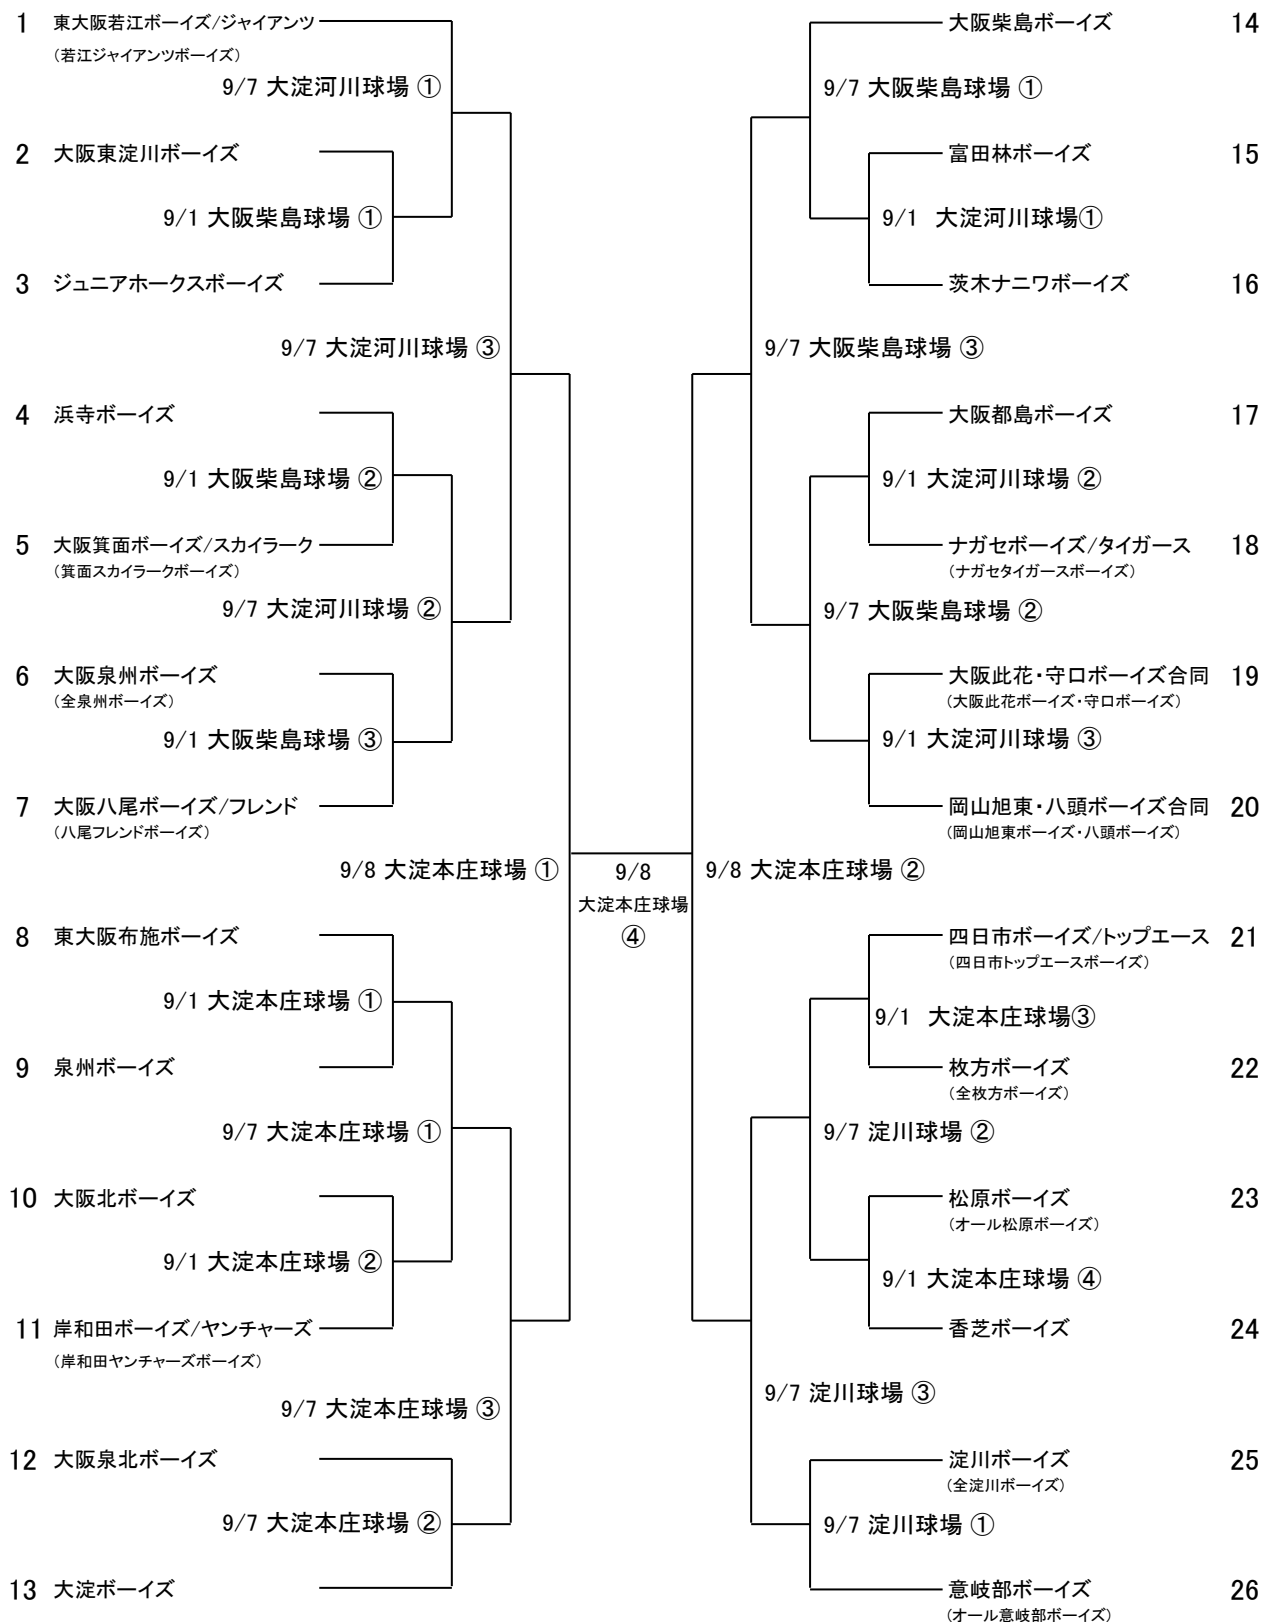 1 東大阪若江ボーイズ/ジャイアンツ
(若江ジャイアンツボーイズ)
9/7 大淀河川球場 ①
2 大阪東淀川ボーイズ
9/1 大阪柴島球場 ①
3 ジュニアホークスボーイズ
9/7 大淀河川球場 ③
4 浜寺ボーイズ
9/1 大阪柴島球場 ②
5 大阪箕面ボーイズ/スカイラーク
(箕面スカイラークボーイズ)
9/7 大淀河川球場 ②
6 大阪泉州ボーイズ
(全泉州ボーイズ)
9/1 大阪柴島球場 ③
7 大阪八尾ボーイズ/フレンド
(八尾フレンドボーイズ)
9/8 大淀本庄球場 ①
8 東大阪布施ボーイズ
9/1 大淀本庄球場 ①
9 泉州ボーイズ
9/7 大淀本庄球場 ①
10 大阪北ボーイズ
9/1 大淀本庄球場 ②
11 岸和田ボーイズ/ヤンチャーズ
(岸和田ヤンチャーズボーイズ)
9/7 大淀本庄球場 ③
12 大阪泉北ボーイズ
9/7 大淀本庄球場 ②
13 大淀ボーイズ
9/8
大淀本庄球場
④
大阪柴島ボーイズ 14
9/7 大阪柴島球場 ①
富田林ボーイズ 15
9/1 大淀河川球場①
茨木ナニワボーイズ 16
9/7 大阪柴島球場 ③
大阪都島ボーイズ 17
9/1 大淀河川球場 ②
ナガセボーイズ/タイガース 18
(ナガセタイガースボーイズ)
9/7 大阪柴島球場 ②
大阪此花・守口ボーイズ合同 19
(大阪此花ボーイズ・守口ボーイズ)
9/1 大淀河川球場 ③
岡山旭東・八頭ボーイズ合同 20
(岡山旭東ボーイズ・八頭ボーイズ)
9/8 大淀本庄球場 ②
四日市ボーイズ/トップエース 21
(四日市トップエースボーイズ)
9/1 大淀本庄球場③
枚方ボーイズ 22
(全枚方ボーイズ)
9/7 淀川球場 ②
松原ボーイズ 23
(オール松原ボーイズ)
9/1 大淀本庄球場 ④
香芝ボーイズ 24
9/7 淀川球場 ③
淀川ボーイズ 25
(全淀川ボーイズ)
9/7 淀川球場 ①
意岐部ボーイズ 26
(オール意岐部ボーイズ)